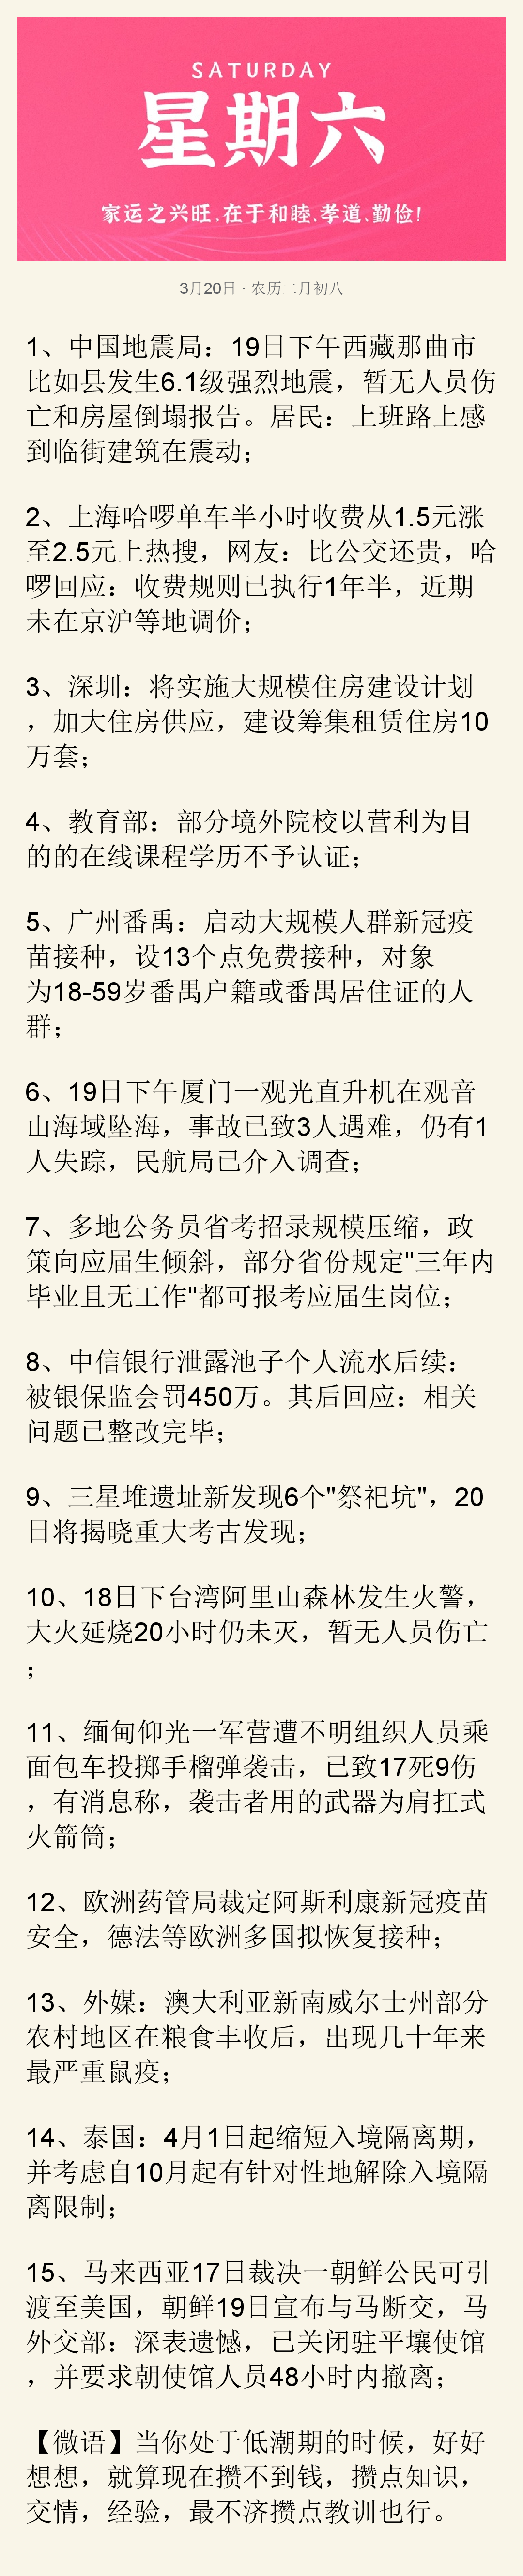 SATURDAY
星期六
家运之兴旺、在于和睦、孝道、勤俭！
3月20日 · 农历二月初八
1、中国地震局：19日下午西藏那曲市
比如县发生6.1级强烈地震，暂无人员伤
亡和房屋倒塌报告。居民：上班路上感
到临街建筑在震动；
2、上海哈啰单车半小时收费从1.5元涨
至2.5元上热搜，网友：比公交还贵，哈
啰回应：收费规则已执行1年半，近期
未在京沪等地调价；
3、深圳：将实施大规模住房建设计划
，加大住房供应，建设筹集租赁住房10
万套；
4、教育部：部分境外院校以营利为目
的的在线课程学历不予认证；
5、广州番禺：启动大规模人群新冠疫
苗接种，设13个点免费接种，对象
为18-59岁番禺户籍或番禺居住证的人
群；
6、19日下午厦门一观光直升机在观音
山海域坠海，事故已致3人遇难，仍有1
人失踪，民航局已介入调查；
7、多地公务员省考招录规模压缩，政
策向应届生倾斜，部分省份规定"三年内
毕业且无工作"都可报考应届生岗位；
8、中信银行泄露池子个人流水后续：
被银保监会罚450万。其后回应：相关
问题已整改完毕；
9、三星堆遗址新发现6个"祭祀坑"，20
日将揭晓重大考古发现；
10、18日下台湾阿里山森林发生火警，
大火延烧20小时仍未灭，暂无人员伤亡
；
11、缅甸仰光一军营遭不明组织人员乘
面包车投掷手榴弹袭击，已致17死9伤
，有消息称，袭击者用的武器为肩扛式
火箭筒；
12、欧洲药管局裁定阿斯利康新冠疫苗
安全，德法等欧洲多国拟恢复接种；
13、外媒：澳大利亚新南威尔士州部分
农村地区在粮食丰收后，出现几十年来
最严重鼠疫；
14、泰国：4月1日起缩短入境隔离期，
并考虑自10月起有针对性地解除入境隔
离限制；
15、马来西亚17日裁决一朝鲜公民可引
渡至美国，朝鲜19日宣布与马断交，马
外交部：深表遗憾，已关闭驻平壤使馆
，并要求朝使馆人员48小时内撤离；
【微语】当你处于低潮期的时候，好好
想想，就算现在攒不到钱，攒点知识，
交情，经验，最不济攒点教训也行。